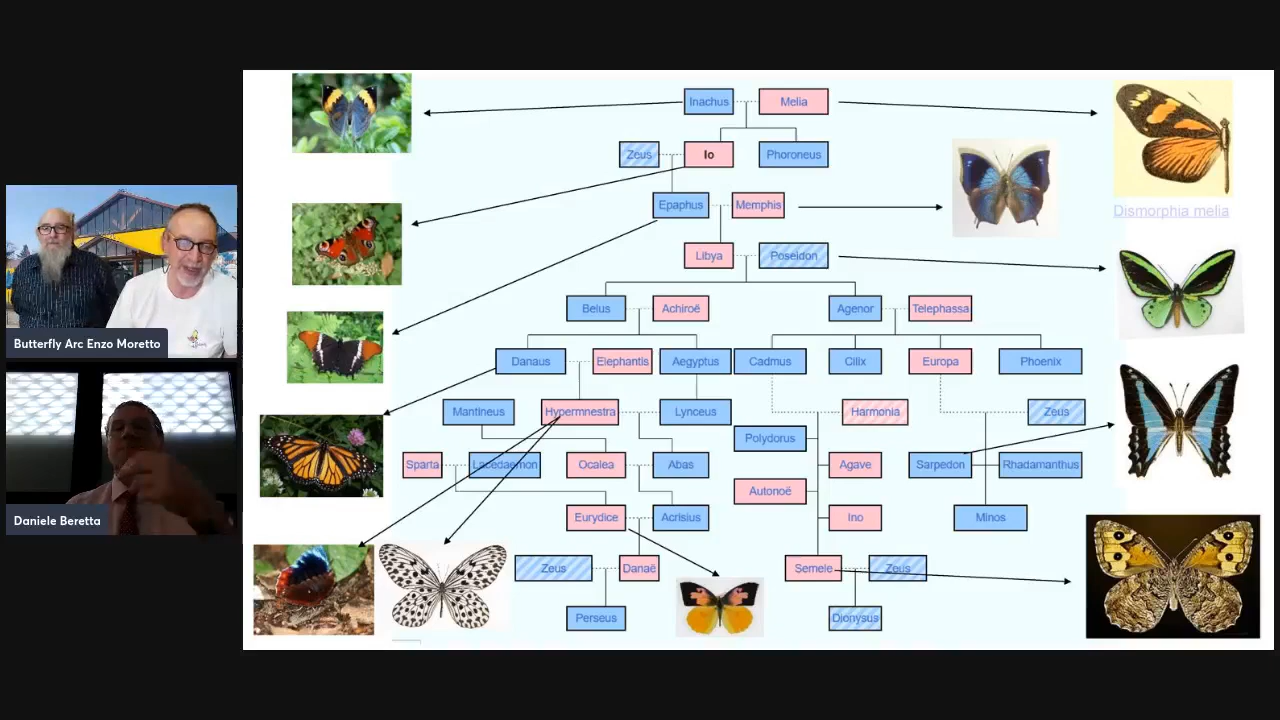 Inachus
Melia
Zeus
Io
Phoroneus
Epaphus
Memphis
Dismorphia melia
Libya
Poseidon
Belus
Achiroë
Agenor
Telephassa
Butterfly Arc Enzo Moretto
Danaus
Elephantis
Aegyptus
Cadmus
Cilix
Europa
Phoenix
Mantineus
Hypermnestra
Lynceus
Harmonia
Zeus
Polydorus
Sparta
Lacedaemon
Ocalea
Abas
Agave
Sarpedon
Rhadamanthus
Autonoë
Daniele Beretta
Eurydice
Acrisius
Ino
Minos
Zeus
Danaë
Semele
Zeus
Perseus
Dionysus